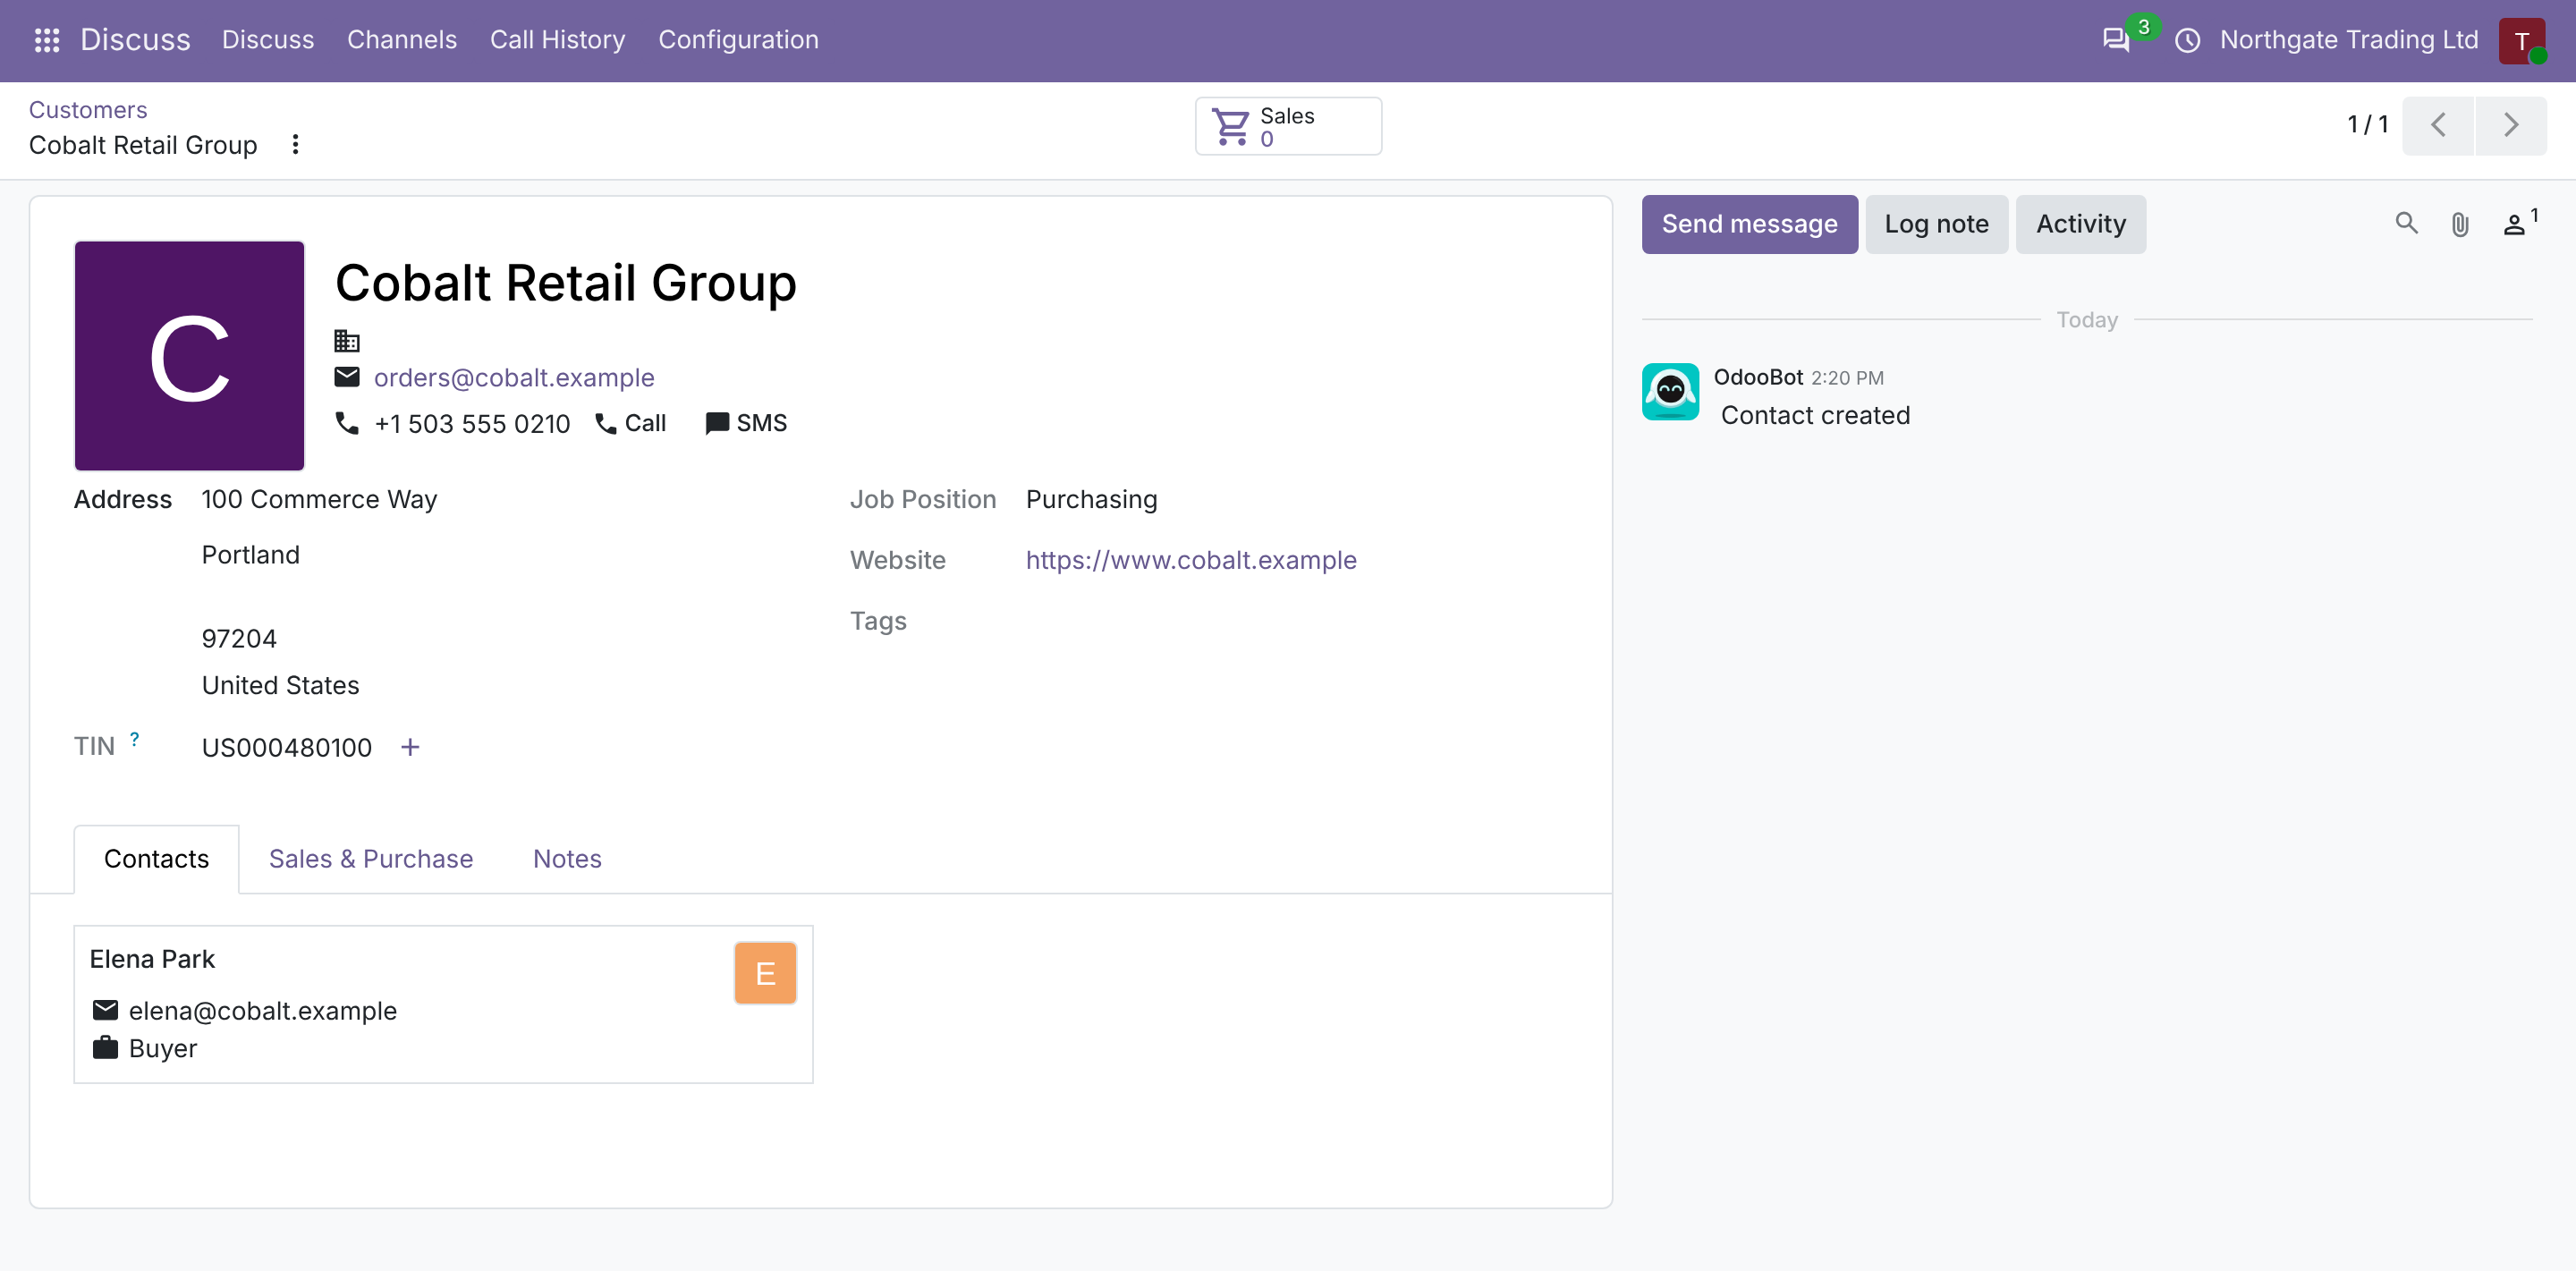 Discuss Discuss Channels Call History Configuration 3 Northgate Trading Ltd T
Customers
Cobalt Retail Group
Sales
0
1 / 1
Send message Log note Activity 1
C
Cobalt Retail Group
orders@cobalt.example
+1 503 555 0210 Call SMS
Address 100 Commerce Way
Portland
97204
United States
TIN ? US000480100 +
Job Position Purchasing
Website https://www.cobalt.example
Tags
Contacts Sales & Purchase Notes
Elena Park
E
elena@cobalt.example
Buyer
Today
OdooBot 2:20 PM
Contact created